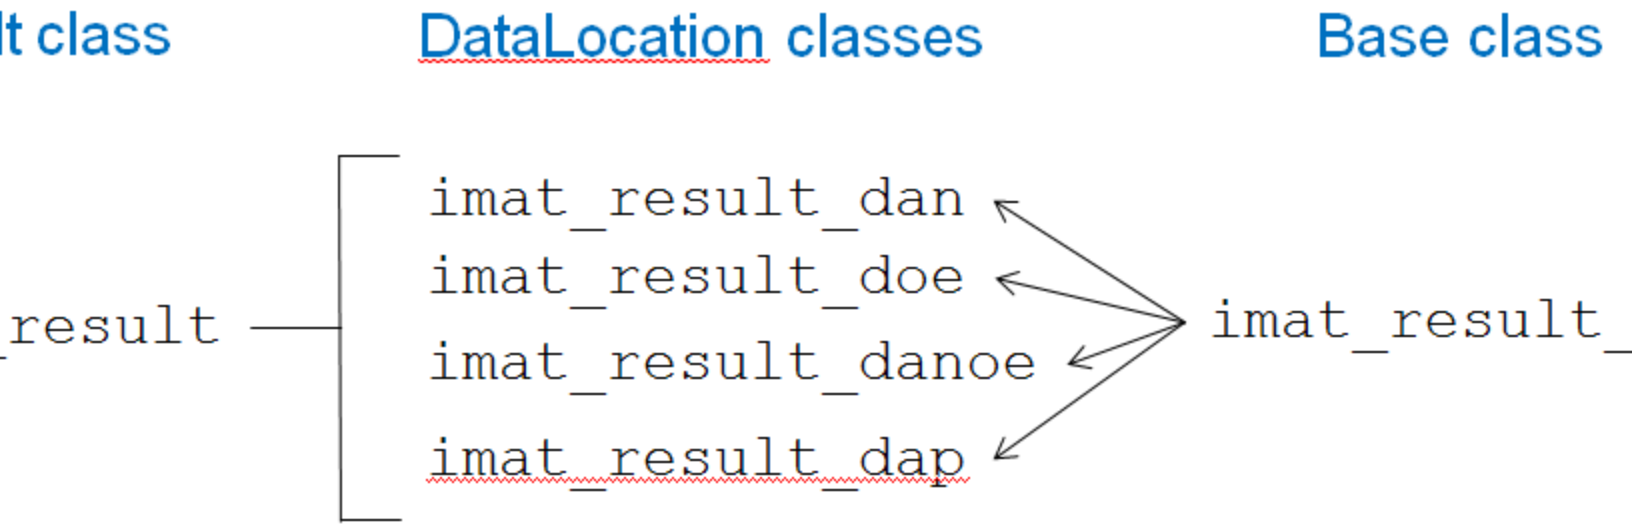 lt class DataLocation classes Base class
imat_result_dan
imat_result_doe
_result imat_result_danoe imat_result_
imat_result_dap